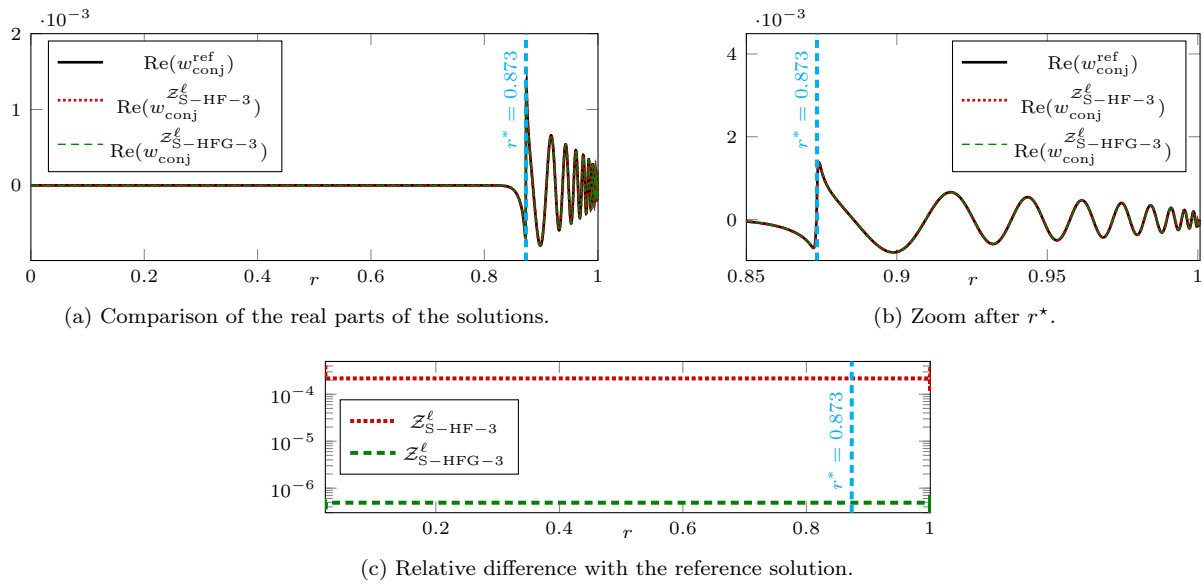 ·10⁻³
2
1
0
Re(w_conj^ref)
Re(w_conj^{𝒵^ℓ_{S−HF−3}})
Re(w_conj^{𝒵^ℓ_{S−HFG−3}})
r* = 0.873
0 0.2 0.4 0.6 0.8 1
r
(a) Comparison of the real parts of the solutions.
·10⁻³
4
2
0
Re(w_conj^ref)
Re(w_conj^{𝒵^ℓ_{S−HF−3}})
Re(w_conj^{𝒵^ℓ_{S−HFG−3}})
r* = 0.873
0.85 0.9 0.95 1
r
(b) Zoom after r⋆.
10⁻⁴
10⁻⁵
10⁻⁶
𝒵^ℓ_{S−HF−3}
𝒵^ℓ_{S−HFG−3}
r* = 0.873
0.2 0.4 0.6 0.8 1
r
(c) Relative difference with the reference solution.